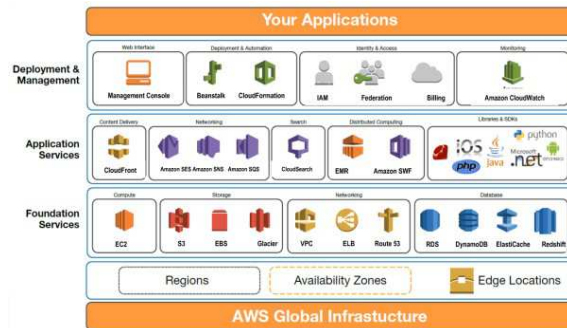 Your Applications
Deployment & Management
Web Interface
Management Console
Deployment & Automation
Beanstalk CloudFormation
Identity & Access
IAM Federation Billing
Monitoring
Amazon CloudWatch
Application Services
Content Delivery
CloudFront
Networking
Amazon SES Amazon SNS Amazon SQS
Search
CloudSearch
Distributed Computing
EMR Amazon SWF
Libraries & SDKs
python
iOS
php
Java
Microsoft
.net
Foundation Services
Compute
EC2
Storage
S3 EBS Glacier
Networking
VPC ELB Route 53
Database
RDS DynamoDB ElastiCache Redshift
Regions
Availability Zones
Edge Locations
AWS Global Infrastucture